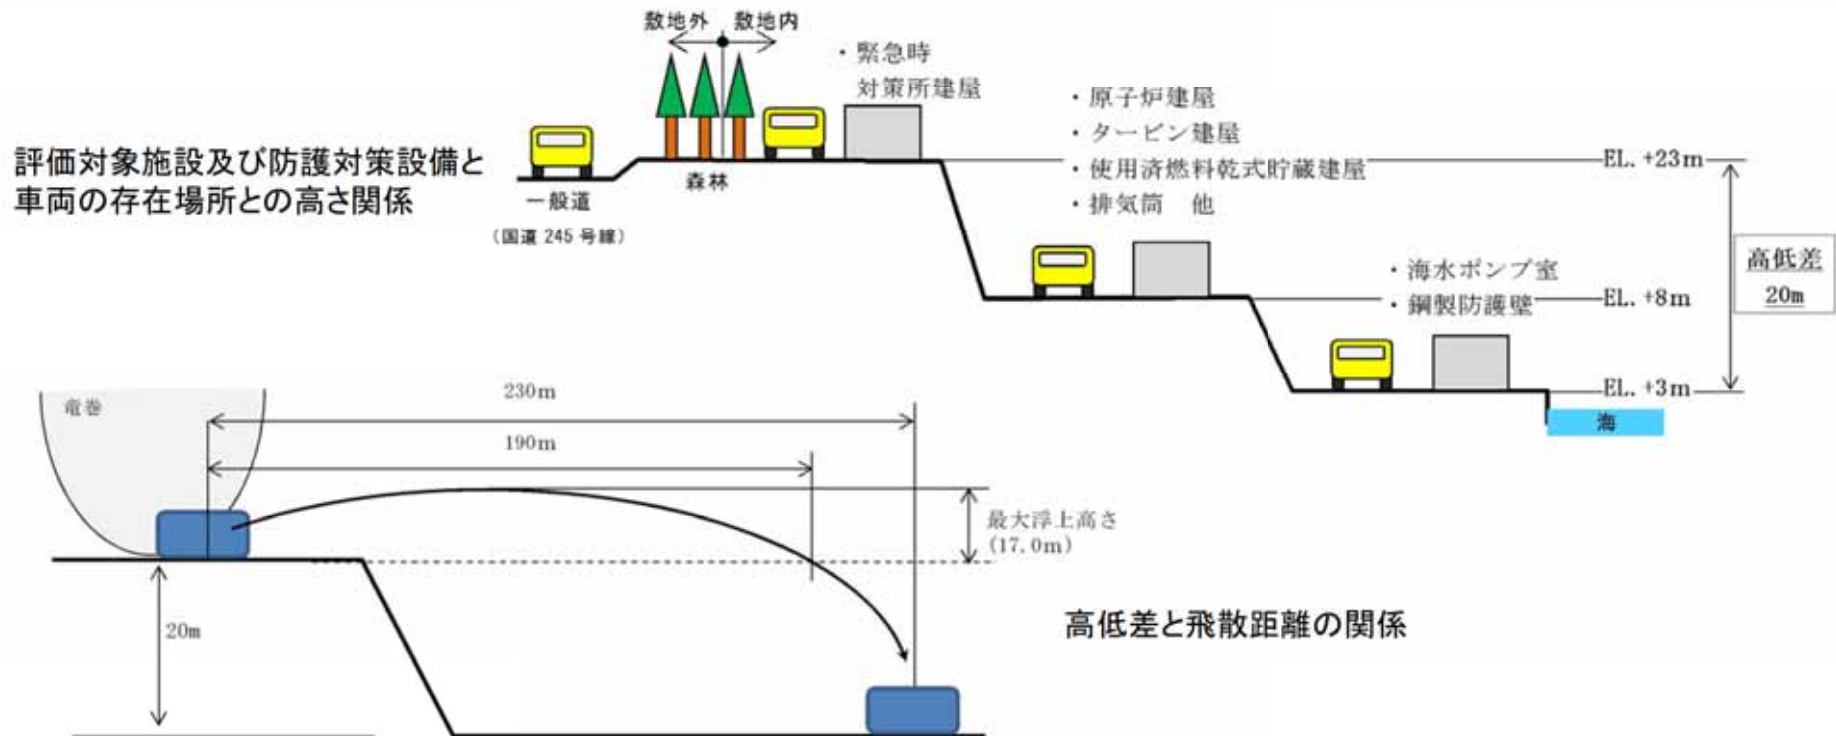 敷地外 敷地内
・緊急時
対策所建屋
・原子炉建屋
・タービン建屋
・使用済燃料乾式貯蔵建屋
・排気筒 他
EL. +23m
評価対象施設及び防護対策設備と
車両の存在場所との高さ関係
森林
一般道
(国道 245 号線)
高低差
20m
・海水ポンプ室
・鋼製防護壁
EL. +8m
EL. +3m
海
竜巻
230m
190m
最大浮上高さ
(17.0m)
20m
高低差と飛散距離の関係